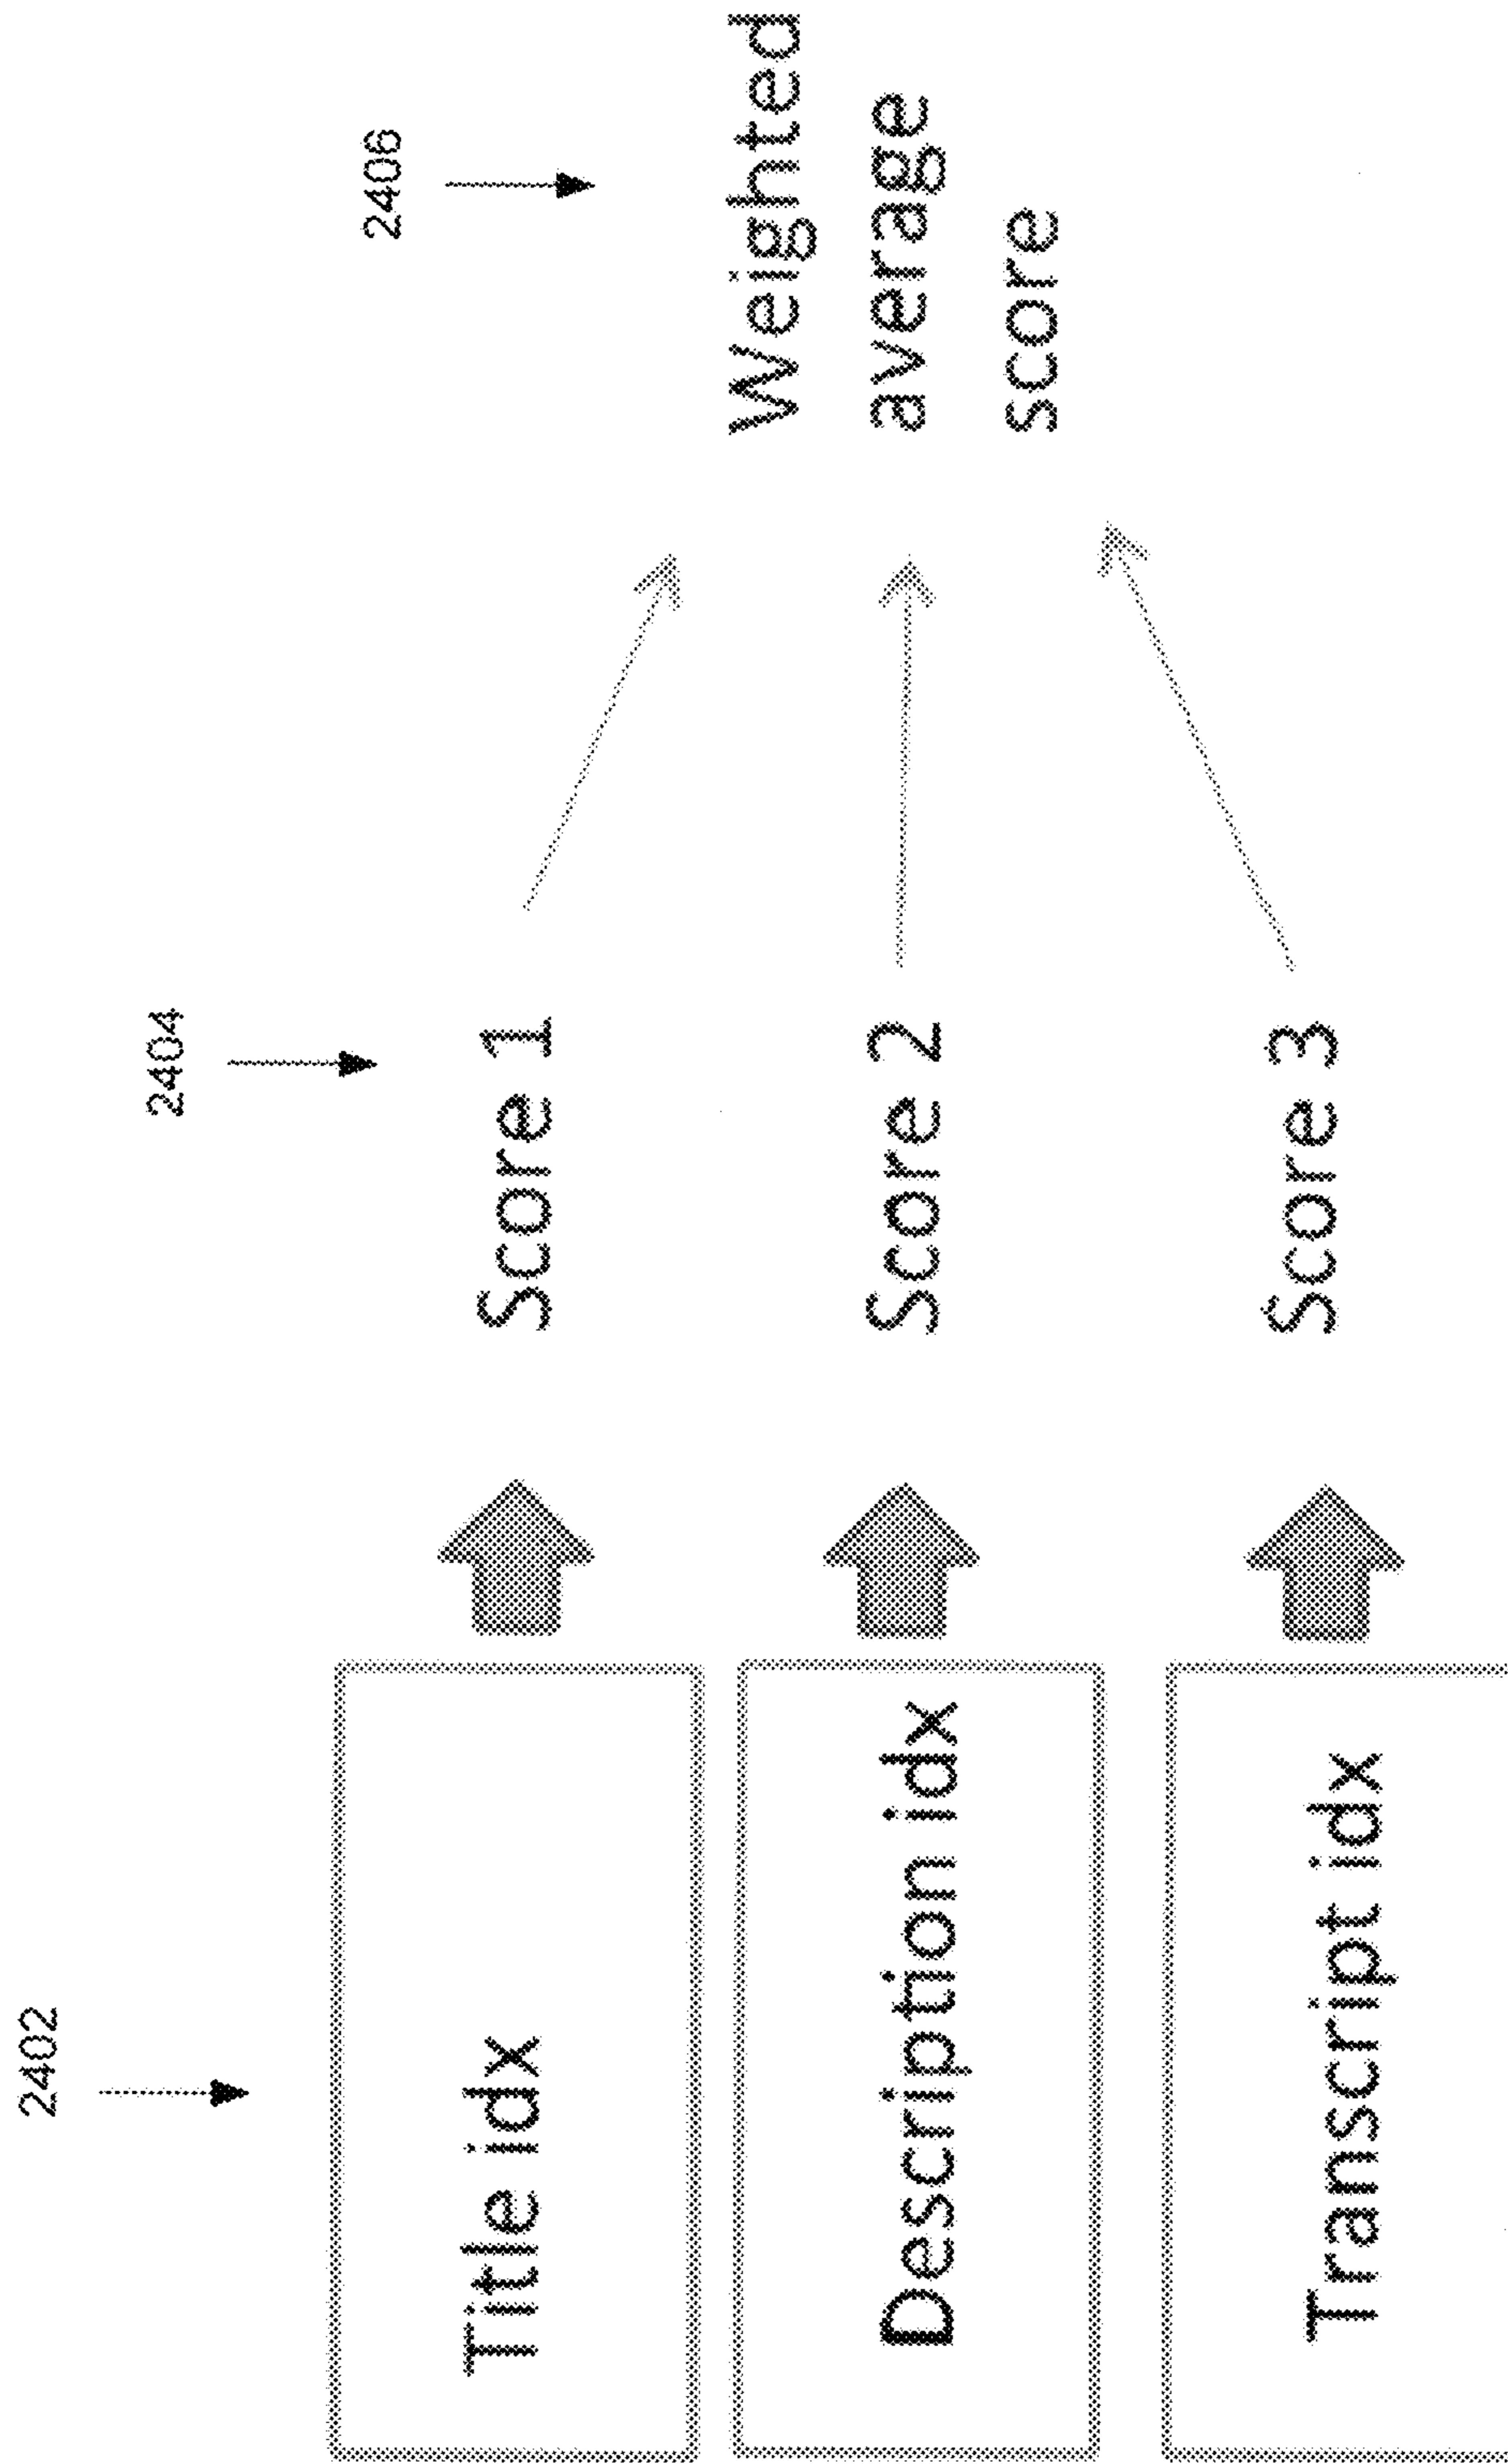 2402
2404
2406
Title idx
Score 1
Description idx
Score 2
Transcript idx
Score 3
Weighted
average
score